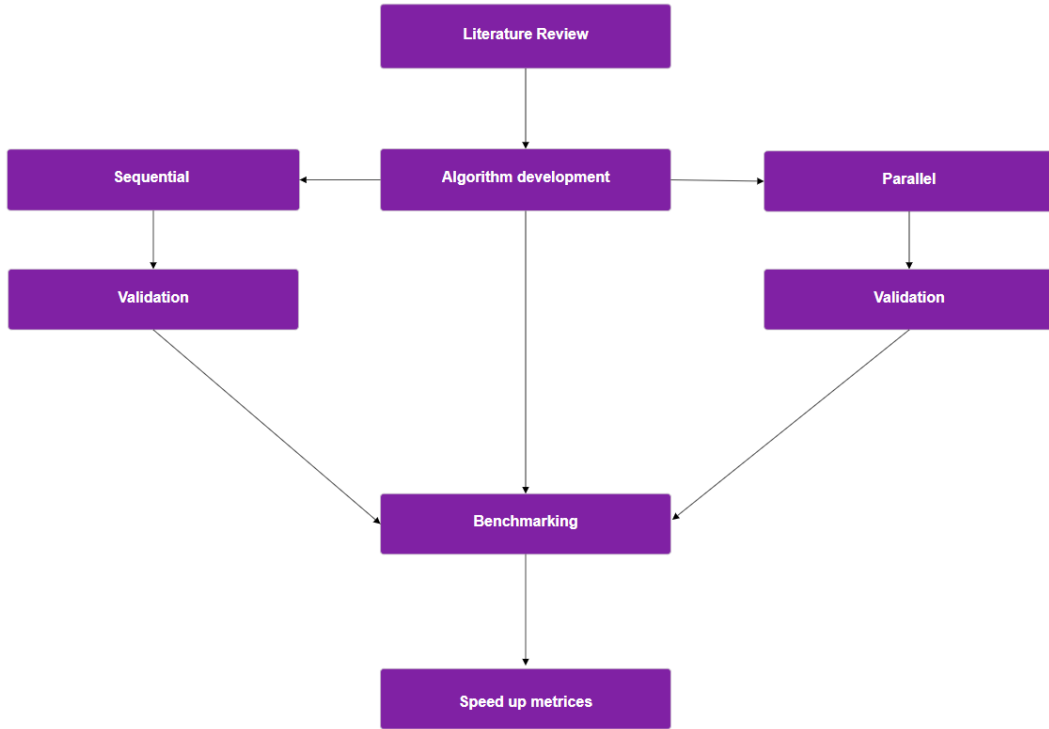 Literature Review
Sequential
Algorithm development
Parallel
Validation
Validation
Benchmarking
Speed up metrices